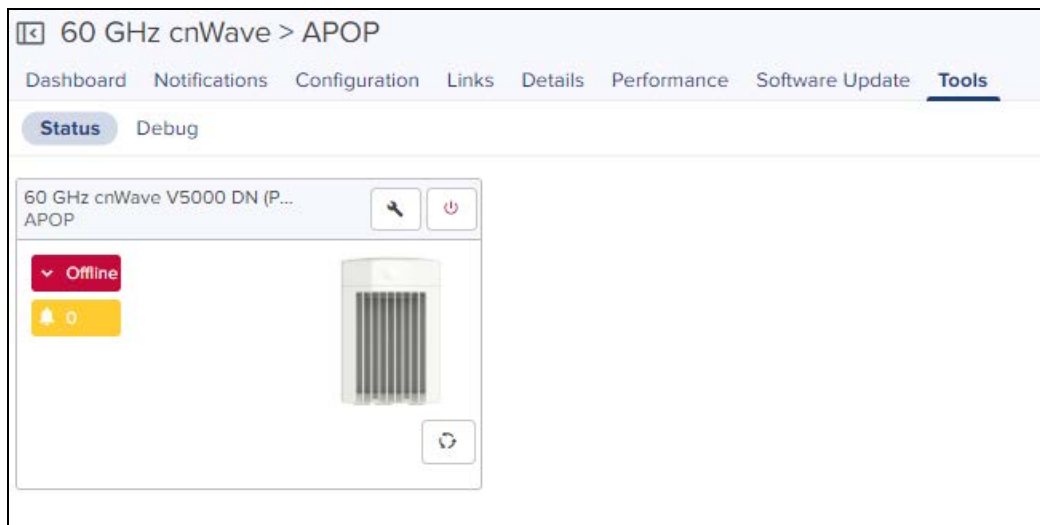 60 GHz cnWave > APOP
Dashboard Notifications Configuration Links Details Performance Software Update Tools
Status Debug
60 GHz cnWave V5000 DN (P...
APOP
Offline
0